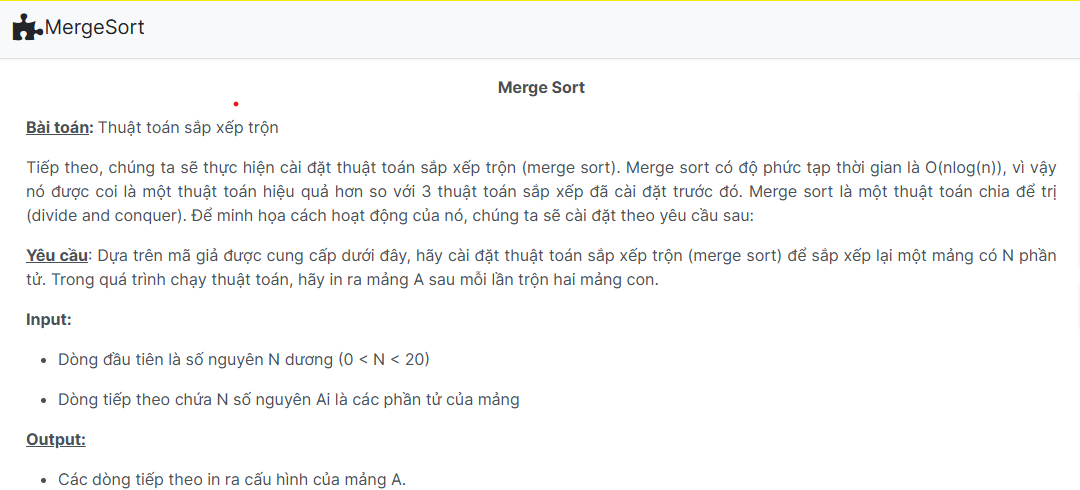 MergeSort
Merge Sort
Bài toán: Thuật toán sắp xếp trộn
Tiếp theo, chúng ta sẽ thực hiện cài đặt thuật toán sắp xếp trộn (merge sort). Merge sort có độ phức tạp thời gian là O(nlog(n)), vì vậy
nó được coi là một thuật toán hiệu quả hơn so với 3 thuật toán sắp xếp đã cài đặt trước đó. Merge sort là một thuật toán chia để trị
(divide and conquer). Để minh họa cách hoạt động của nó, chúng ta sẽ cài đặt theo yêu cầu sau:
Yêu cầu: Dựa trên mã giả được cung cấp dưới đây, hãy cài đặt thuật toán sắp xếp trộn (merge sort) để sắp xếp lại một mảng có N phần
tử. Trong quá trình chạy thuật toán, hãy in ra mảng A sau mỗi lần trộn hai mảng con.
Input:
• Dòng đầu tiên là số nguyên N dương (0 < N < 20)
• Dòng tiếp theo chứa N số nguyên Ai là các phần tử của mảng
Output:
• Các dòng tiếp theo in ra cấu hình của mảng A.